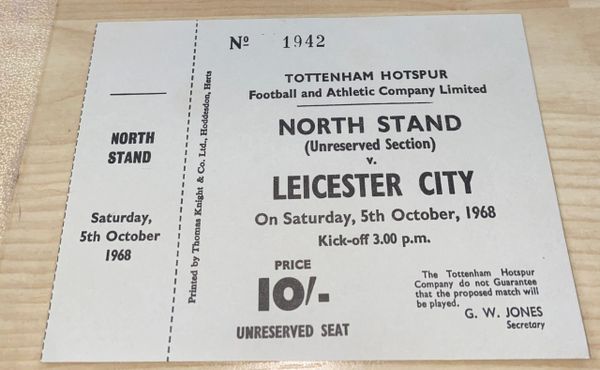 Nº 1942
TOTTENHAM HOTSPUR
Football and Athletic Company Limited
NORTH STAND
(Unreserved Section)
v.
LEICESTER CITY
On Saturday, 5th October, 1968
Kick-off 3.00 p.m.
PRICE
10/-
UNRESERVED SEAT
The Tottenham Hotspur
Company do not Guarantee
that the proposed match will
be played.
G. W. JONES
Secretary
Printed by Thomas Knight & Co. Ltd., Hoddesdon, Herts
NORTH
STAND
Saturday,
5th October
1968